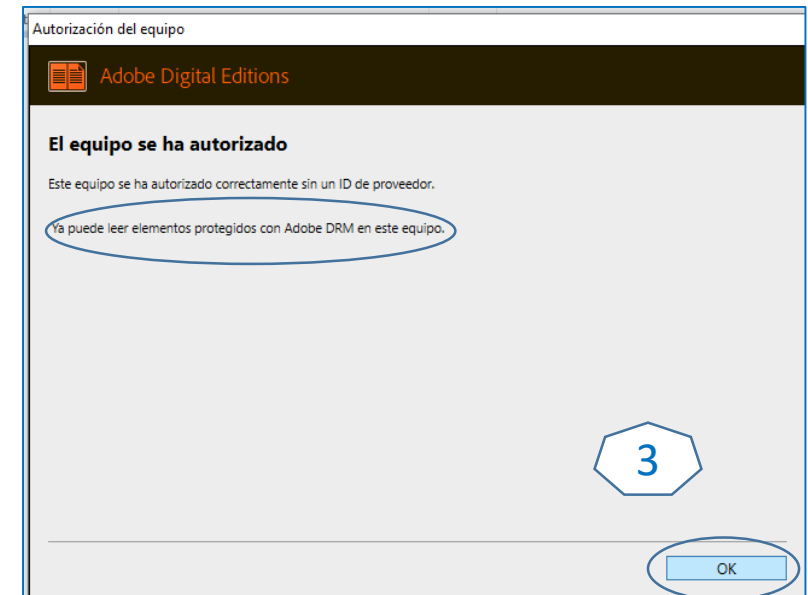 Autorización del equipo
Adobe Digital Editions
El equipo se ha autorizado
Este equipo se ha autorizado correctamente sin un ID de proveedor.
Ya puede leer elementos protegidos con Adobe DRM en este equipo.
3
OK